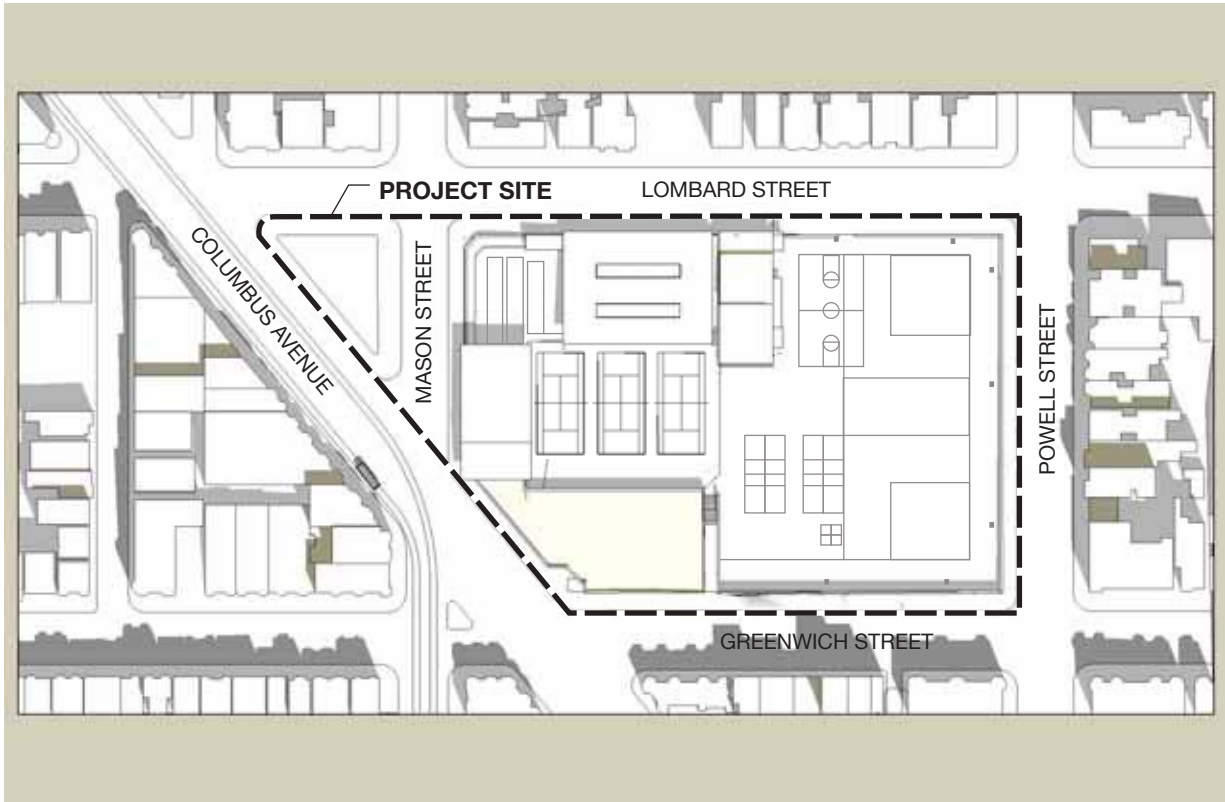 PROJECT SITE
LOMBARD STREET
COLUMBUS AVENUE
MASON STREET
POWELL STREET
GREENWICH STREET